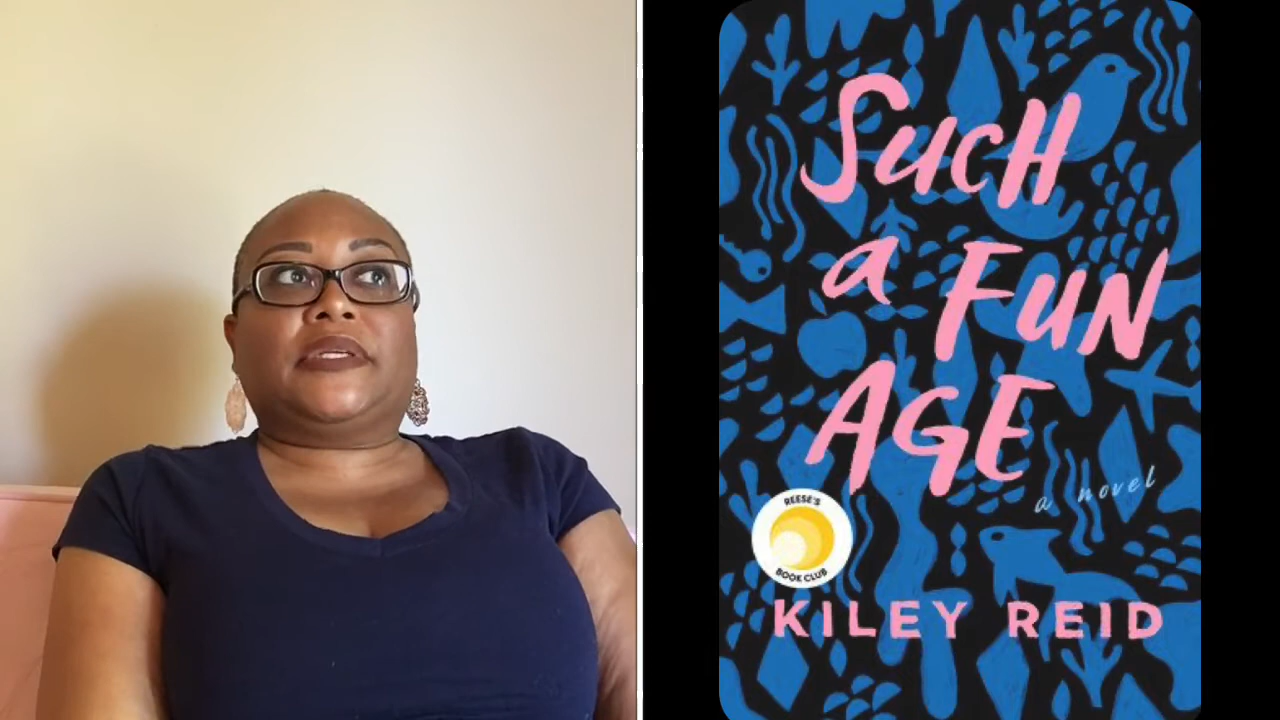 SUCH
a FUN
AGE
a novel
REESE'S
BOOK CLUB
KILEY REID